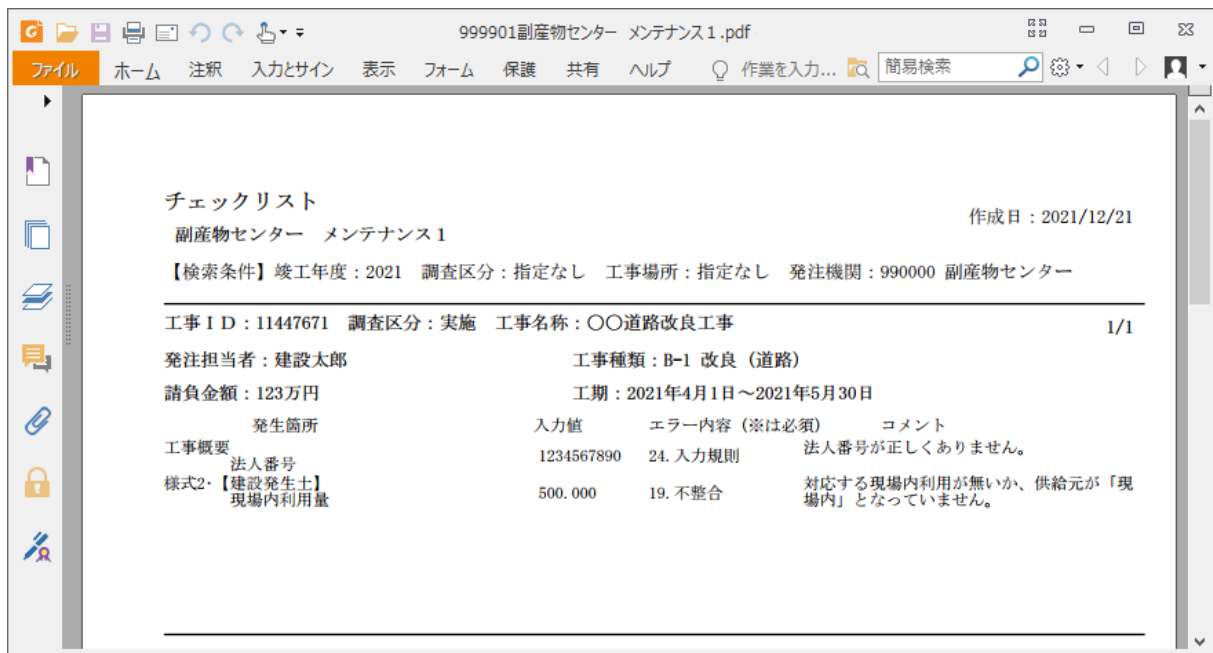 999901副産物センター メンテナンス1.pdf
ファイル ホーム 注釈 入力とサイン 表示 フォーム 保護 共有 ヘルプ 作業を入力... 簡易検索
チェックリスト
作成日:2021/12/21
副産物センター メンテナンス1
【検索条件】竣工年度:2021 調査区分:指定なし 工事場所:指定なし 発注機関:990000 副産物センター
工事ID:11447671 調査区分:実施 工事名称:〇〇道路改良工事
1/1
発注担当者:建設太郎 工事種類:B-1 改良(道路)
請負金額:123万円 工期:2021年4月1日~2021年5月30日
発生箇所 入力値 エラー内容(※は必須) コメント
工事概要
法人番号 1234567890 24.入力規則 法人番号が正しくありません。
様式2・【建設発生土】
現場内利用量 500.000 19.不整合 対応する現場内利用が無いか、供給元が「現
場内」となっていません。